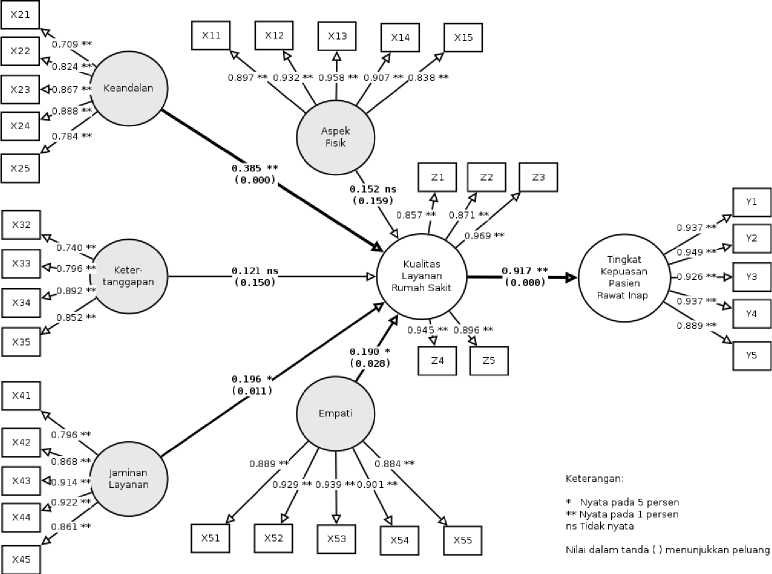 X21
X22
X23
X24
X25
0.709 **
0.824 **
0.867 **
0.888 **
0.784 **
Keandalan
X11
X12
X13
X14
X15
0.897 **
0.932 **
0.958 **
0.907 **
0.838 **
Aspek
Fisik
0.385 **
(0.000)
0.152 ns
(0.159)
Z1
Z2
Z3
0.857 **
0.871 **
0.969 **
X32
X33
X34
X35
0.740 **
0.796 **
0.892 **
0.852 **
Keter-
tanggapan
0.121 ns
(0.150)
Kualitas
Layanan
Rumah Sakit
0.917 **
(0.000)
Tingkat
Kepuasan
Pasien
Rawat Inap
Y1
Y2
Y3
Y4
Y5
0.937 **
0.949 **
0.926 **
0.937 **
0.889 **
0.945 **
0.896 **
Z4
Z5
0.196 *
(0.011)
0.190 *
(0.028)
X41
X42
X43
X44
X45
0.796 **
0.868 **
0.914 **
0.922 **
0.861 **
Jaminan
Layanan
Empati
0.889 **
0.929 **
0.939 **
0.901 **
0.884 **
X51
X52
X53
X54
X55
Keterangan:
* Nyata pada 5 persen
** Nyata pada 1 persen
ns Tidak nyata
Nilai dalam tanda ( ) menunjukkan peluang